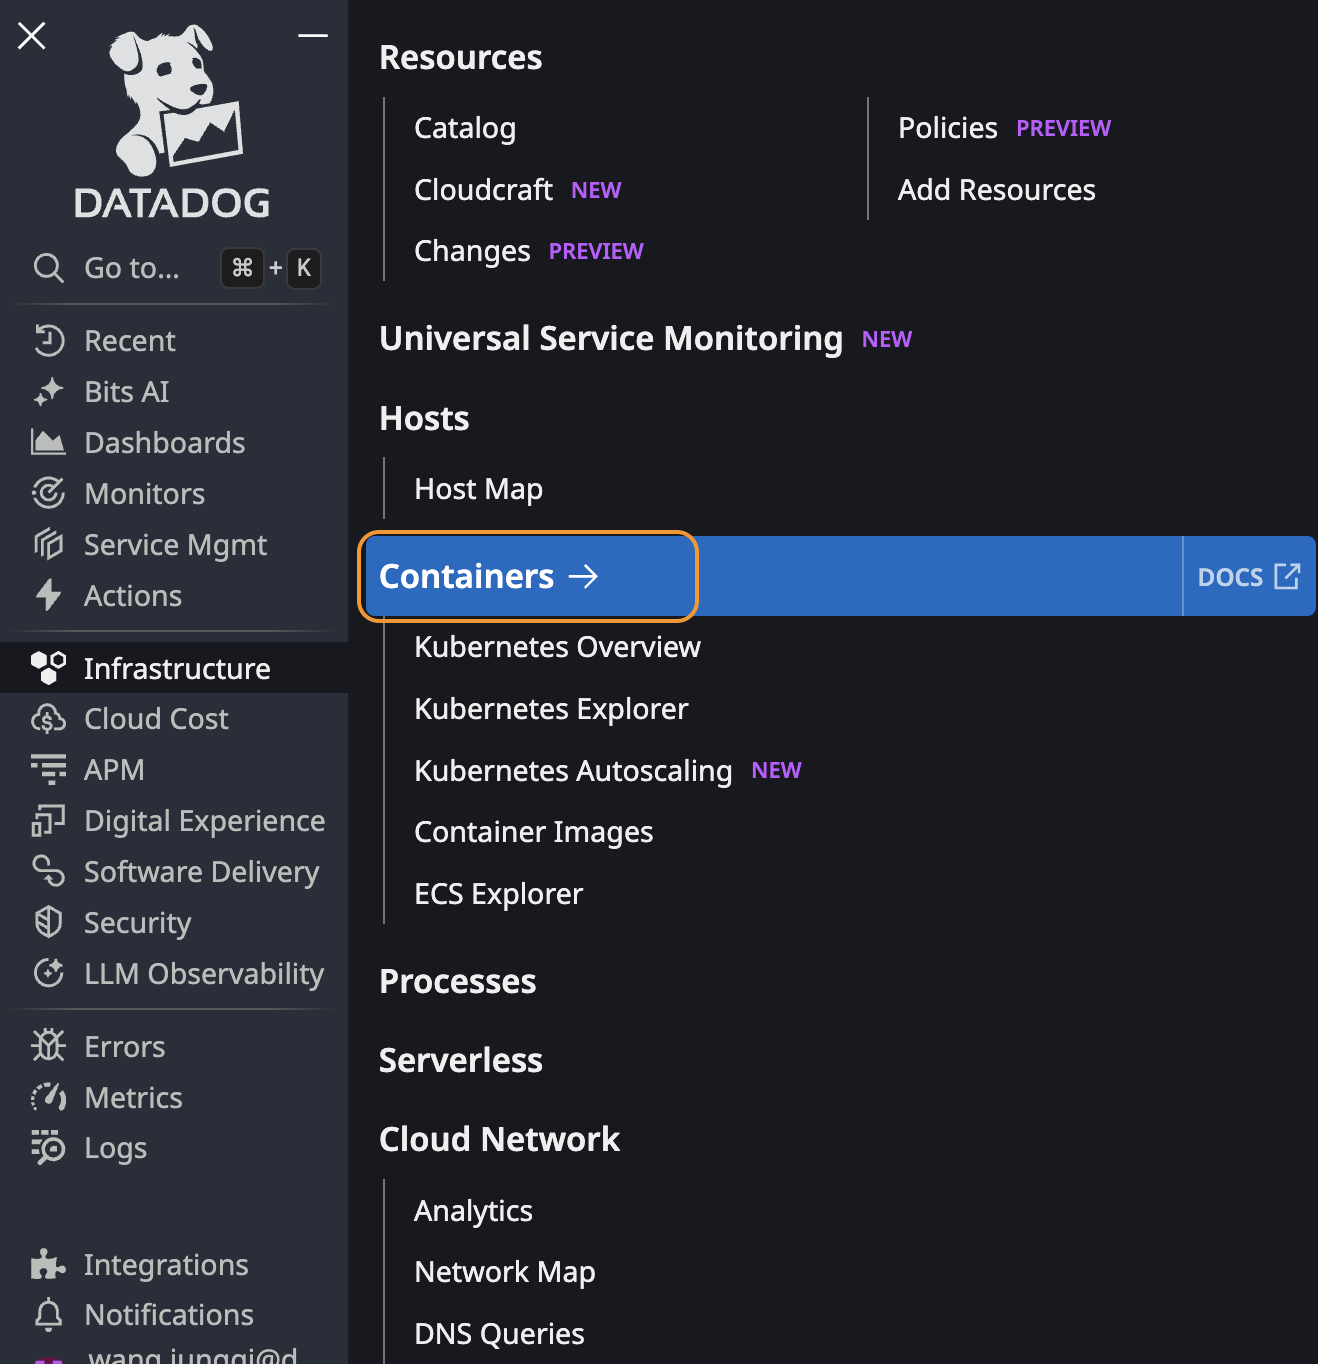 DATADOG
Go to...
⌘ + K
Recent
Bits AI
Dashboards
Monitors
Service Mgmt
Actions
Infrastructure
Cloud Cost
APM
Digital Experience
Software Delivery
Security
LLM Observability
Errors
Metrics
Logs
Integrations
Notifications
wang.junqi@d
Resources
Catalog
Cloudcraft NEW
Changes PREVIEW
Policies PREVIEW
Add Resources
Universal Service Monitoring NEW
Hosts
Host Map
Containers →
DOCS
Kubernetes Overview
Kubernetes Explorer
Kubernetes Autoscaling NEW
Container Images
ECS Explorer
Processes
Serverless
Cloud Network
Analytics
Network Map
DNS Queries